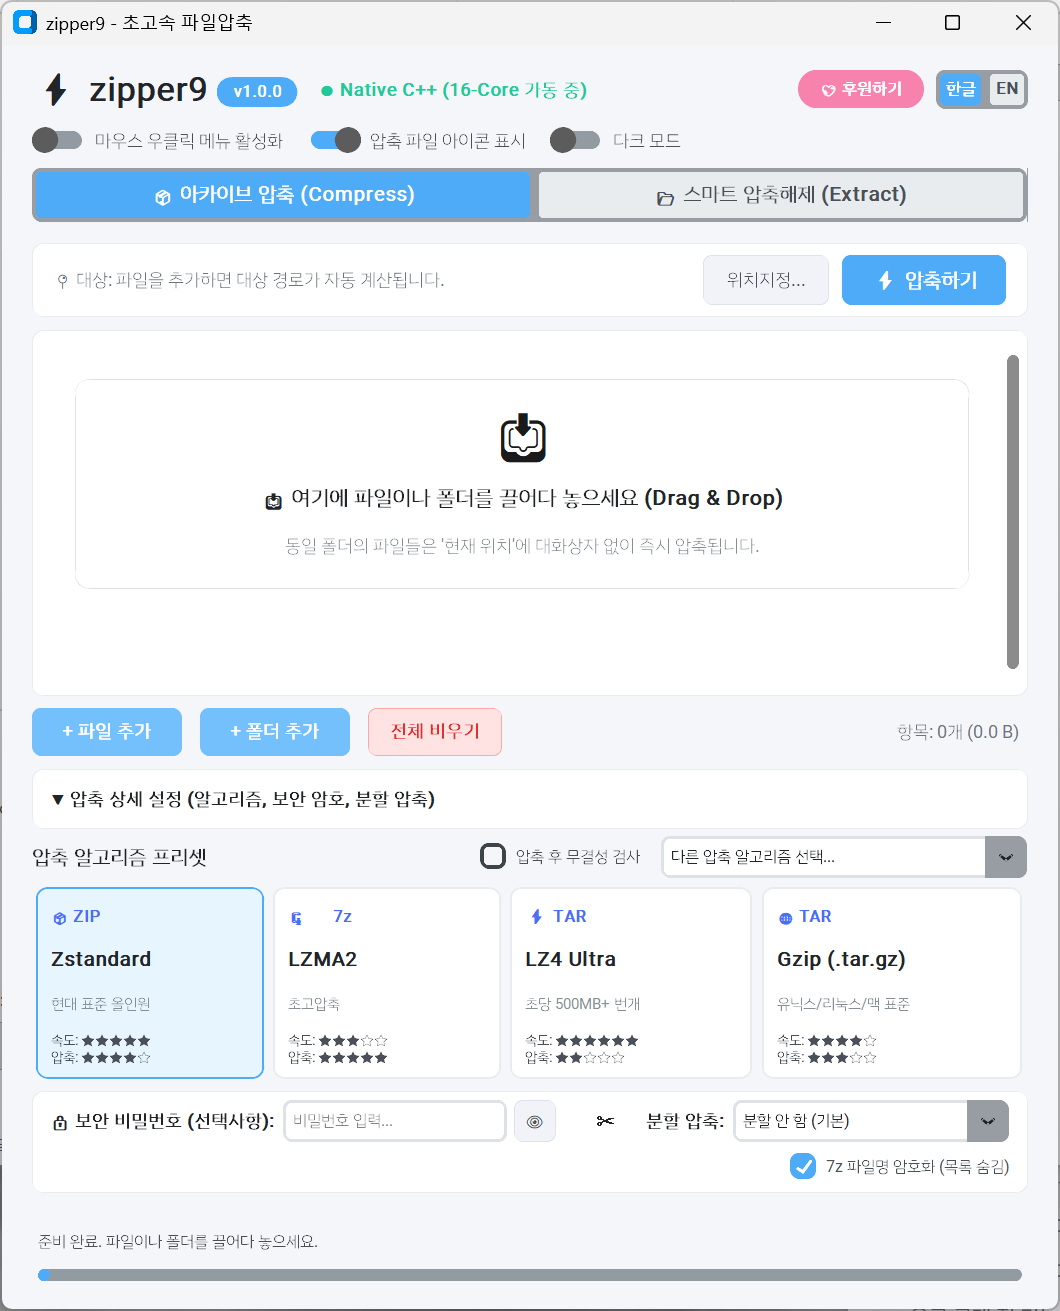 zipper9 - 초고속 파일압축
zipper9 v1.0.0 ● Native C++ (16-Core 가동 중) 후원하기 한글 EN
마우스 우클릭 메뉴 활성화 압축 파일 아이콘 표시 다크 모드
아카이브 압축 (Compress) 스마트 압축해제 (Extract)
대상: 파일을 추가하면 대상 경로가 자동 계산됩니다. 위치지정... 압축하기
여기에 파일이나 폴더를 끌어다 놓으세요 (Drag & Drop)
동일 폴더의 파일들은 '현재 위치'에 대화상자 없이 즉시 압축됩니다.
+ 파일 추가 + 폴더 추가 전체 비우기 항목: 0개 (0.0 B)
▼ 압축 상세 설정 (알고리즘, 보안 암호, 분할 압축)
압축 알고리즘 프리셋 압축 후 무결성 검사 다른 압축 알고리즘 선택...
ZIP
Zstandard
현대 표준 올인원
속도: ★★★★★
압축: ★★★★☆
7z
LZMA2
초고압축
속도: ★★★☆☆
압축: ★★★★★
TAR
LZ4 Ultra
초당 500MB+ 번개
속도: ★★★★★★
압축: ★★☆☆☆
TAR
Gzip (.tar.gz)
유닉스/리눅스/맥 표준
속도: ★★★★☆
압축: ★★★☆☆
보안 비밀번호 (선택사항): 비밀번호 입력... 분할 압축: 분할 안 함 (기본)
7z 파일명 암호화 (목록 숨김)
준비 완료. 파일이나 폴더를 끌어다 놓으세요.